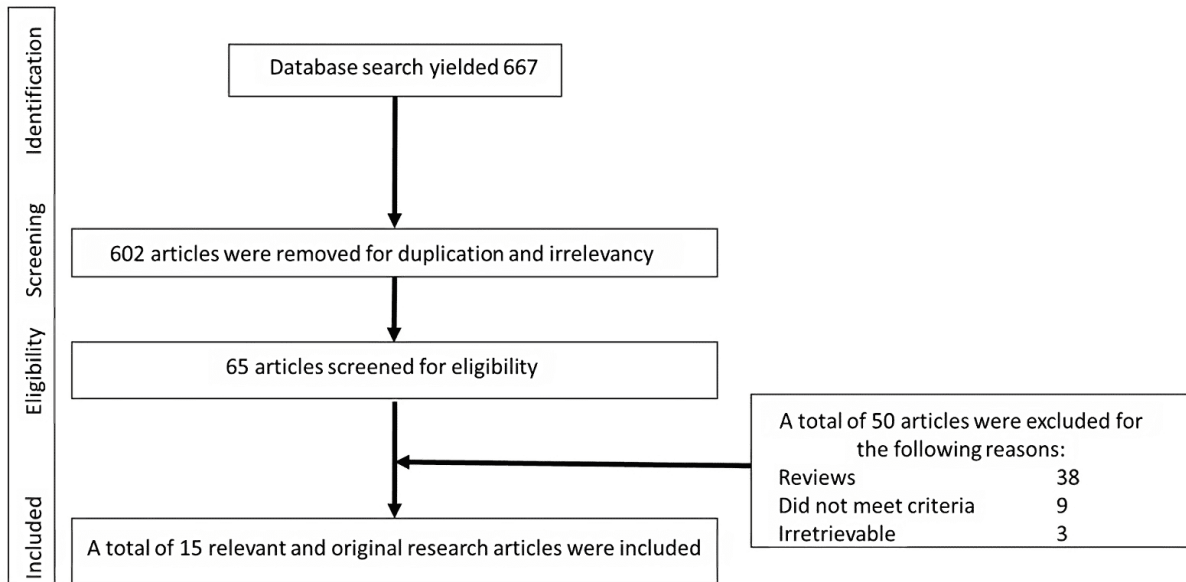 Identification
Database search yielded 667
Screening
602 articles were removed for duplication and irrelevancy
Eligibility
65 articles screened for eligibility
A total of 50 articles were excluded for
the following reasons:
Reviews 38
Did not meet criteria 9
Irretrievable 3
Included
A total of 15 relevant and original research articles were included